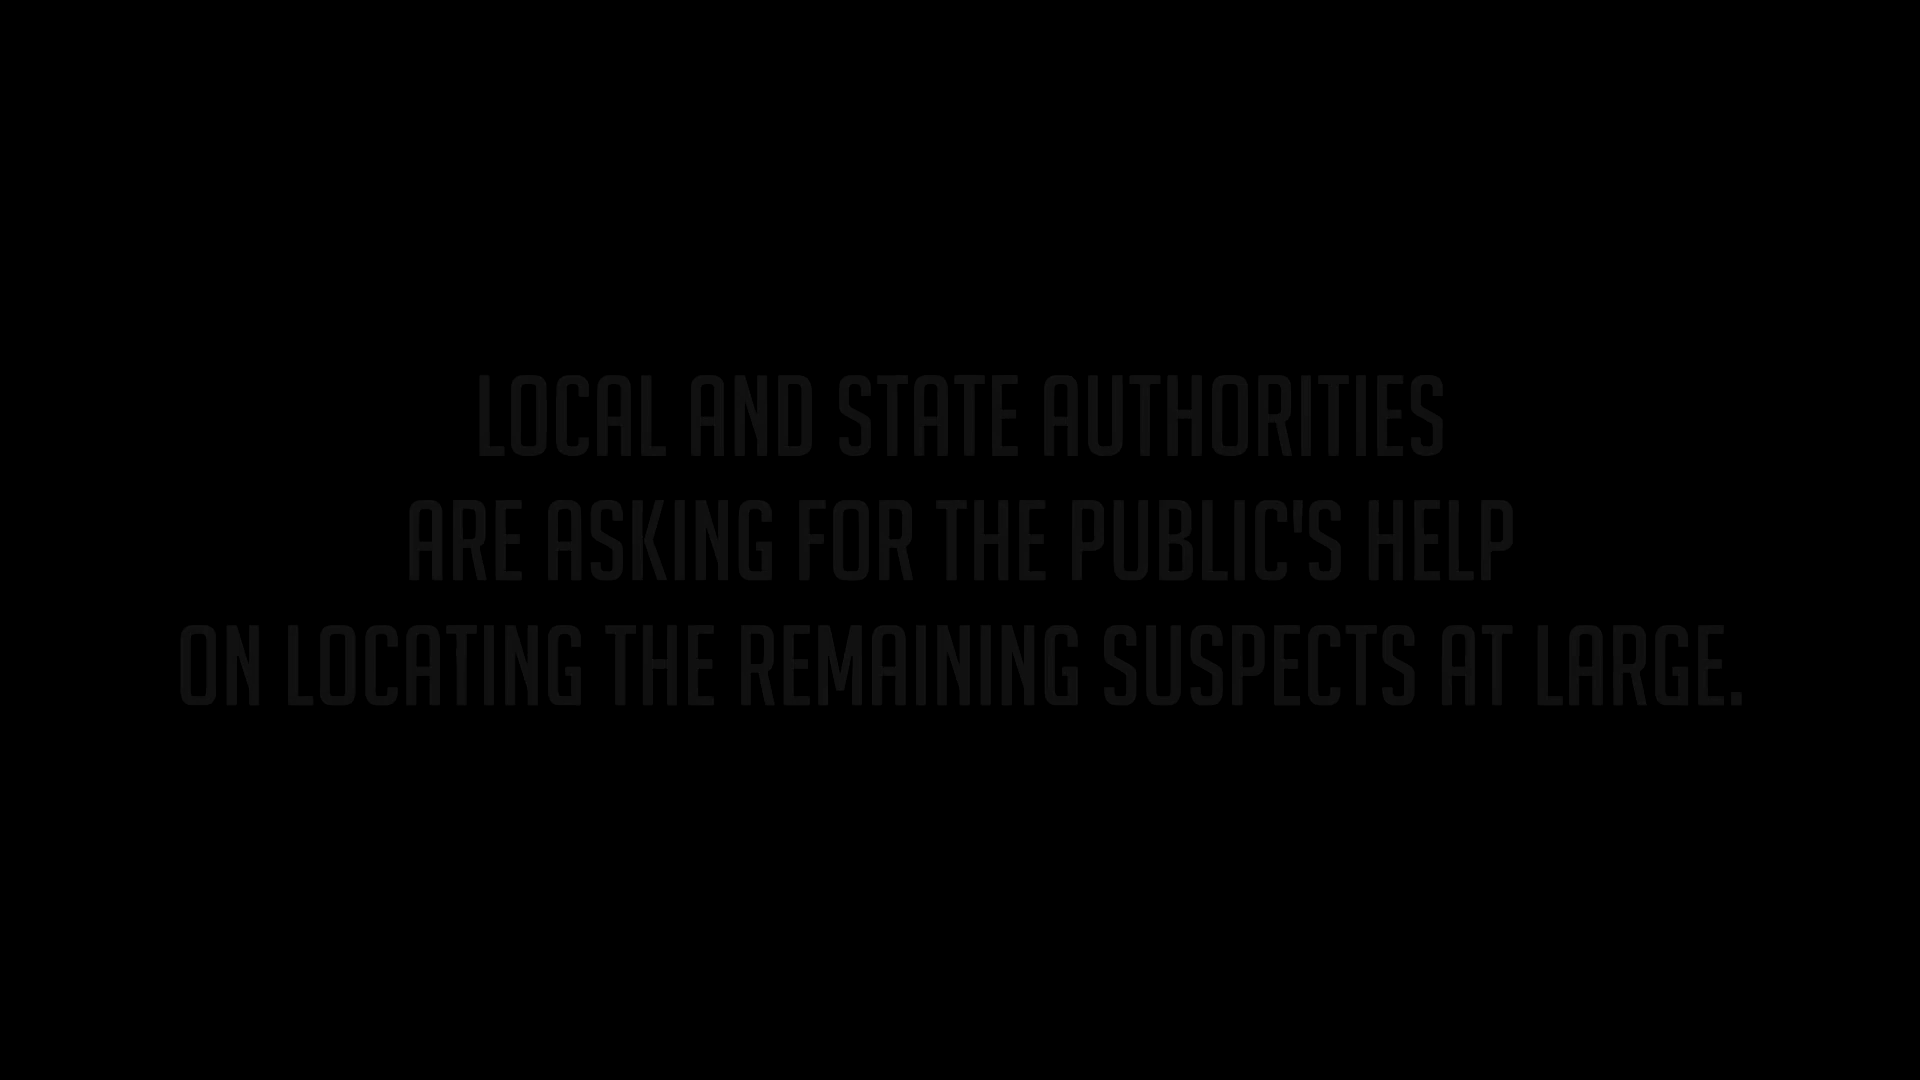 LOCAL AND STATE AUTHORITIES
ARE ASKING FOR THE PUBLIC'S HELP
ON LOCATING THE REMAINING SUSPECTS AT LARGE.